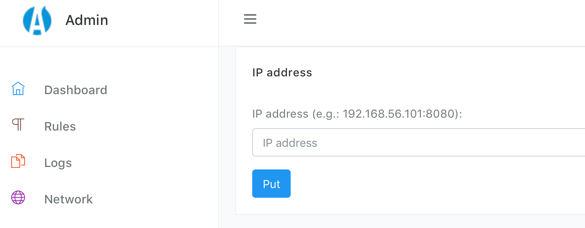 Admin
Dashboard
Rules
Logs
Network
IP address
IP address (e.g.: 192.168.56.101:8080):
IP address
Put